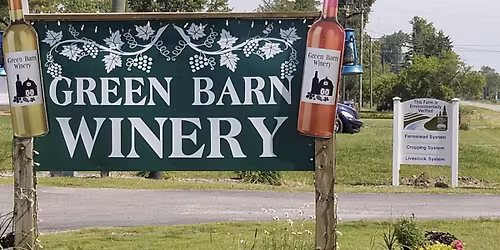 GREEN BARN
WINERY
Green Barn
Winery
Green Barn
Winery
This Farm is
Environmentally
Verified
Farmstead System
Cropping System
Livestock System